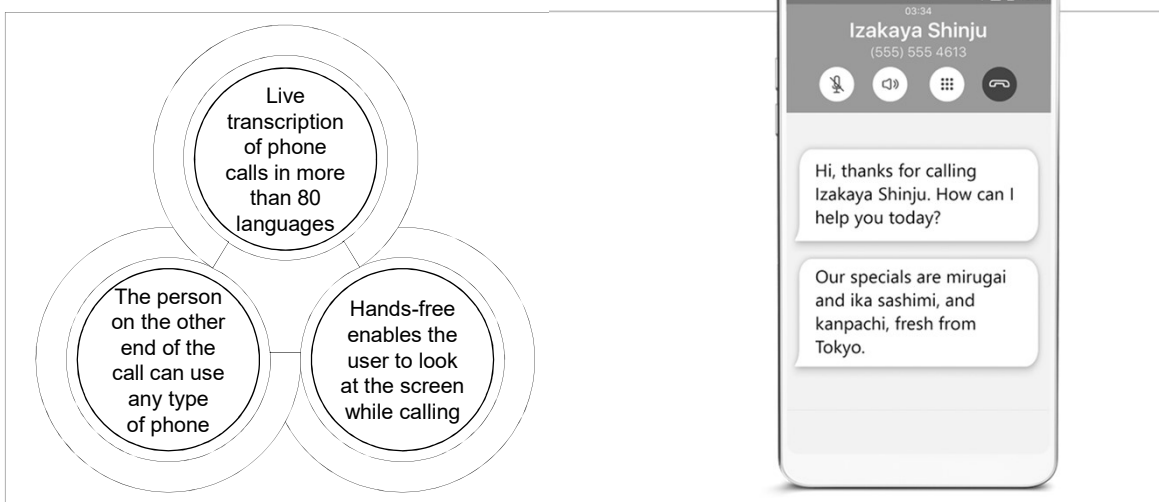 Live
transcription
of phone
calls in more
than 80
languages
The person
on the other
end of the
call can use
any type
of phone
Hands-free
enables the
user to look
at the screen
while calling
03:34
Izakaya Shinju
(555) 555 4613
Hi, thanks for calling
Izakaya Shinju. How can I
help you today?
Our specials are mirugai
and ika sashimi, and
kanpachi, fresh from
Tokyo.